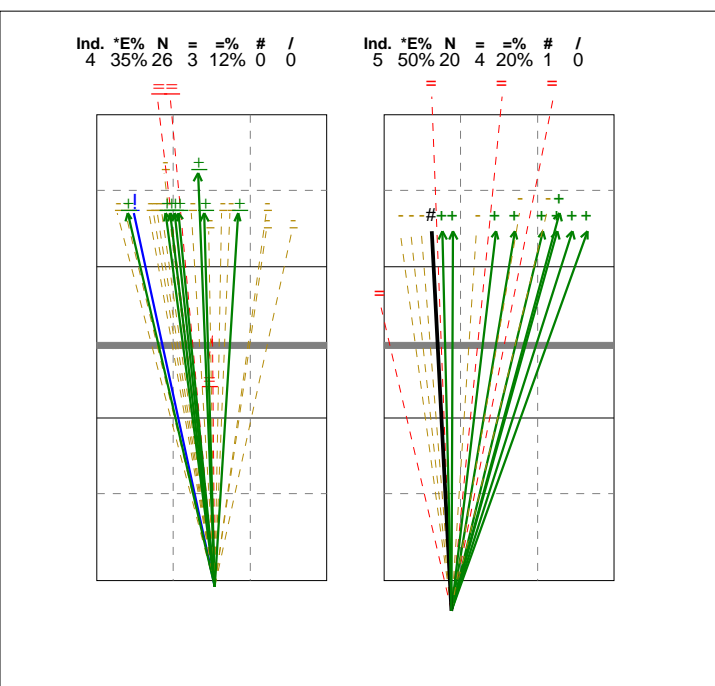 Ind. *E% N = =% # /
4 35% 26 3 12% 0 0
Ind. *E% N = =% # /
5 50% 20 4 20% 1 0
= =
= = =
+
! +
+ + +
# + + + + + + + +
=
=